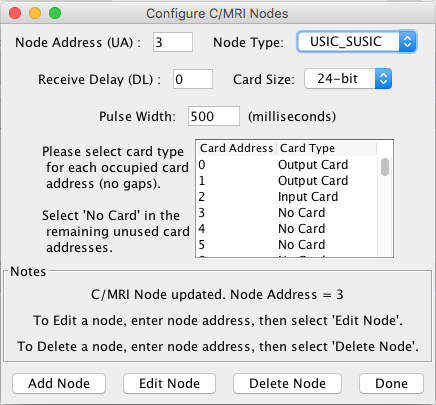 Configure C/MRI Nodes
Node Address (UA) : 3 Node Type: USIC_SUSIC
Receive Delay (DL) : 0 Card Size: 24-bit
Pulse Width: 500 (milliseconds)
Please select card type
for each occupied card
address (no gaps).
Select 'No Card' in the
remaining unused card
addresses.
Card Address Card Type
0 Output Card
1 Output Card
2 Input Card
3 No Card
4 No Card
5 No Card
Notes
C/MRI Node updated. Node Address = 3
To Edit a node, enter node address, then select 'Edit Node'.
To Delete a node, enter node address, then select 'Delete Node'.
Add Node Edit Node Delete Node Done